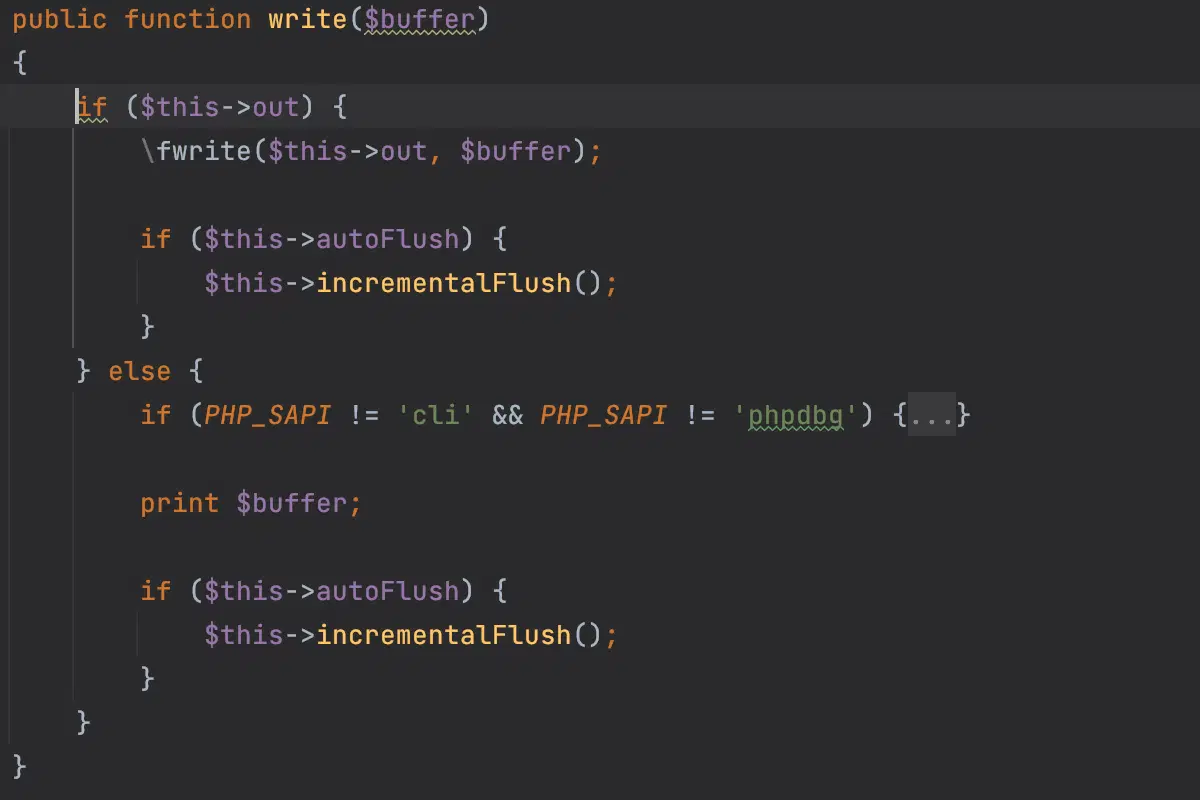 public function write($buffer)
{
    if ($this->out) {
        \fwrite($this->out, $buffer);

        if ($this->autoFlush) {
            $this->incrementalFlush();
        }
    } else {
        if (PHP_SAPI != 'cli' && PHP_SAPI != 'phpdbg') {...}

        print $buffer;

        if ($this->autoFlush) {
            $this->incrementalFlush();
        }
    }
}